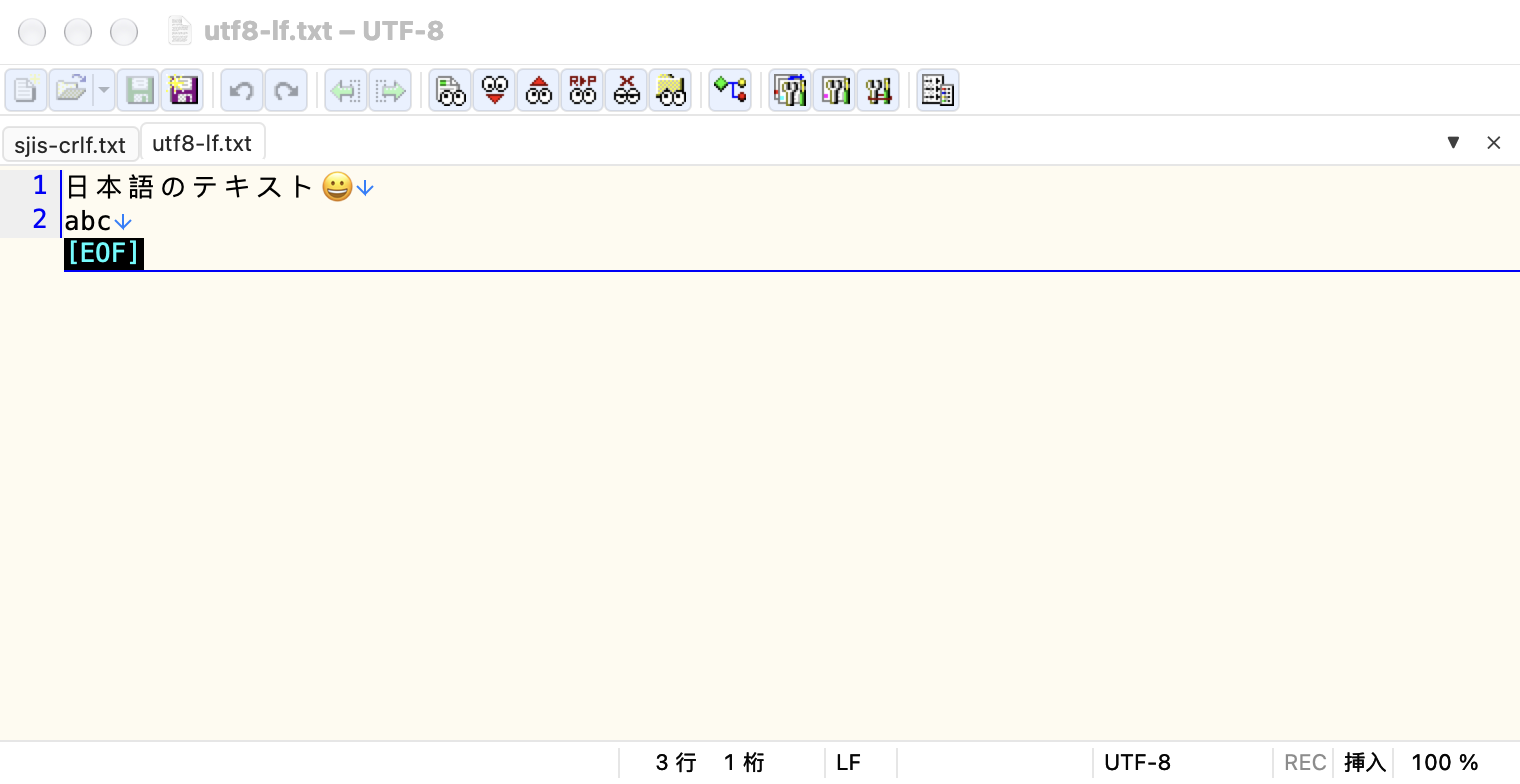 utf8-lf.txt – UTF-8
R▸P
sjis-crlf.txt utf8-lf.txt ▼ ×
1 日本語のテキスト😀↓
2 abc↓
[EOF]
3 行 1 桁 LF UTF-8 REC 挿入 100 %